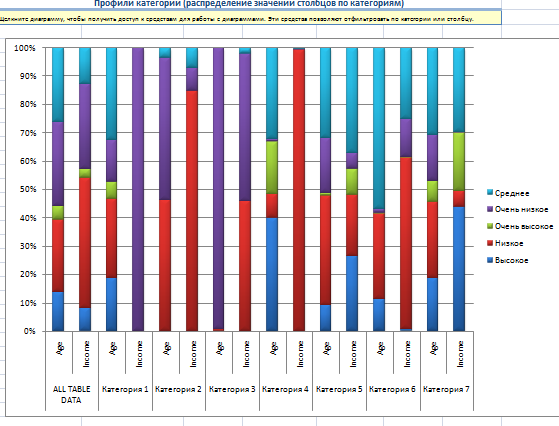 Профили категории (распределение значении столбцов по категориям)
Щелкните диаграмму, чтобы получить доступ к средствам для работы с диаграммами. Эти средства позволяют отфильтровать по категории или столбцу.
100%
90%
80%
70%
60%
50%
40%
30%
20%
10%
0%
Среднее
Очень низкое
Очень высокое
Низкое
Высокое
Age Income Age Income Age Income Age Income Age Income Age Income Age Income Age Income
ALL TABLE DATA Категория 1 Категория 2 Категория 3 Категория 4 Категория 5 Категория 6 Категория 7